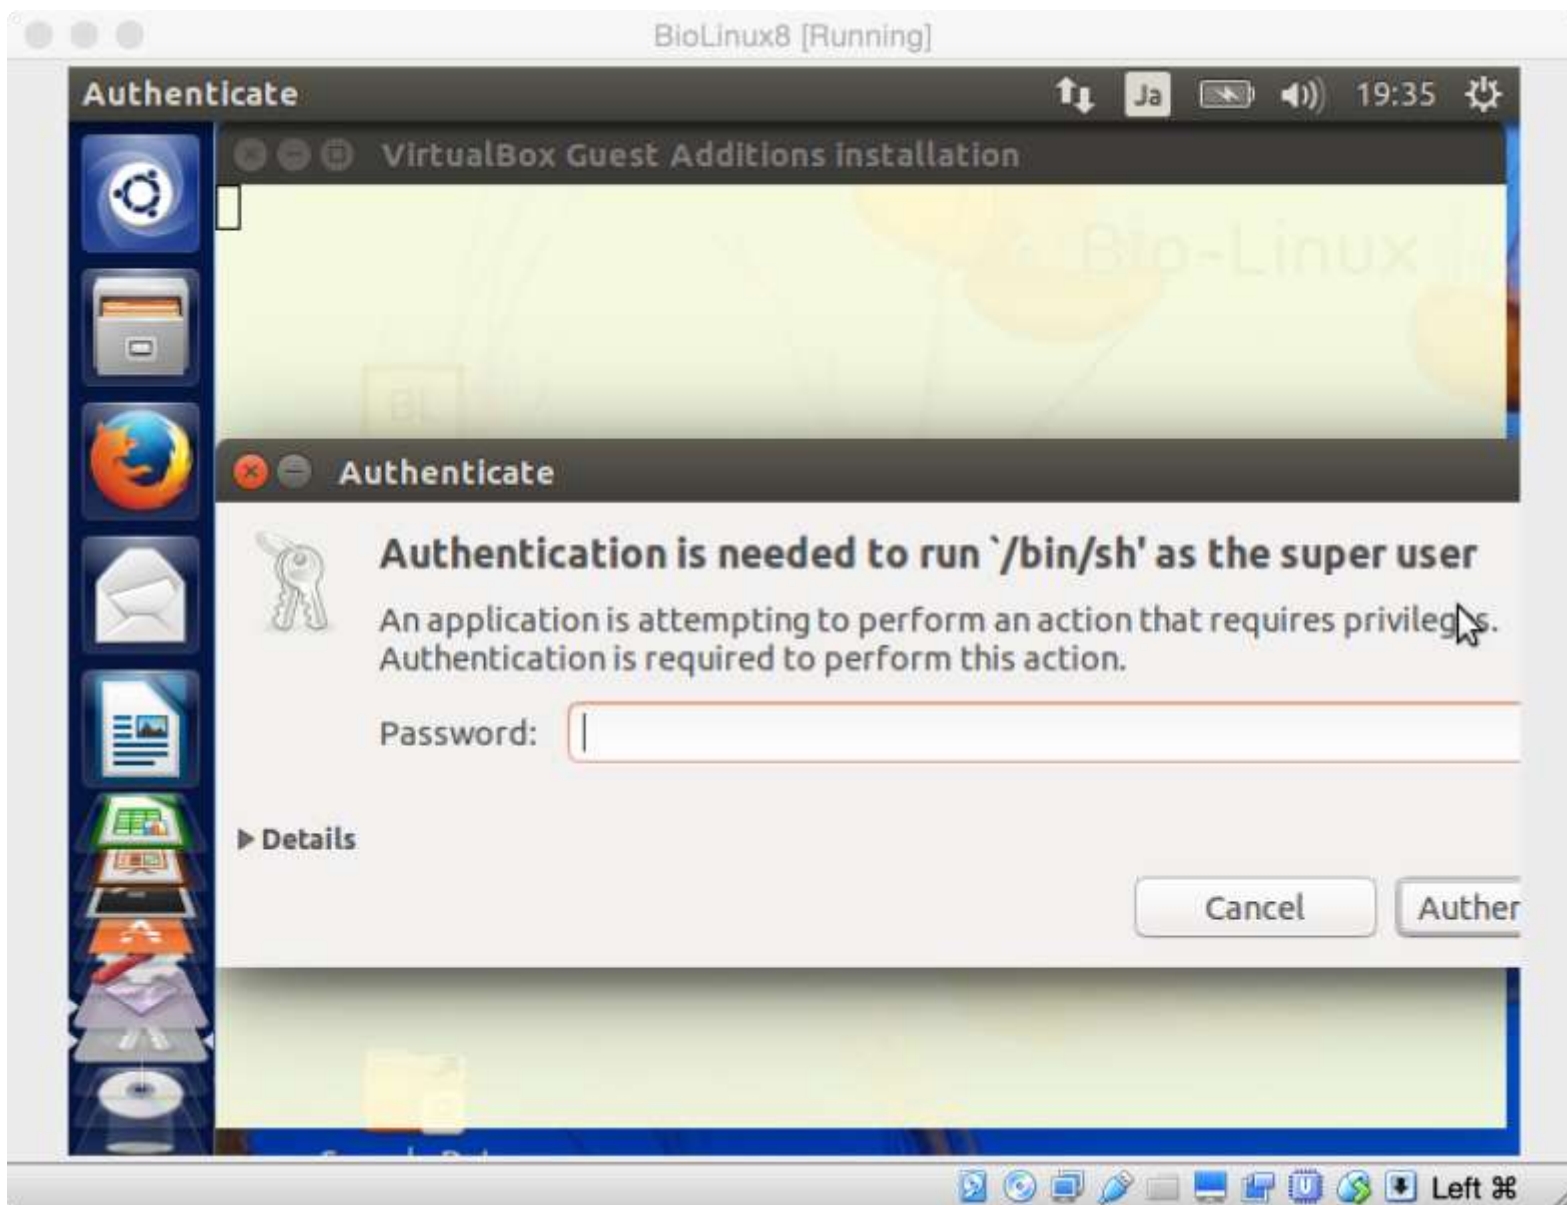 BioLinux8 [Running]
Authenticate
Ja
19:35
VirtualBox Guest Additions installation
Bio-Linux
BL
Authenticate
Authentication is needed to run `/bin/sh' as the super user
An application is attempting to perform an action that requires privileges.
Authentication is required to perform this action.
Password:
Details
Cancel
Auther
Left ⌘